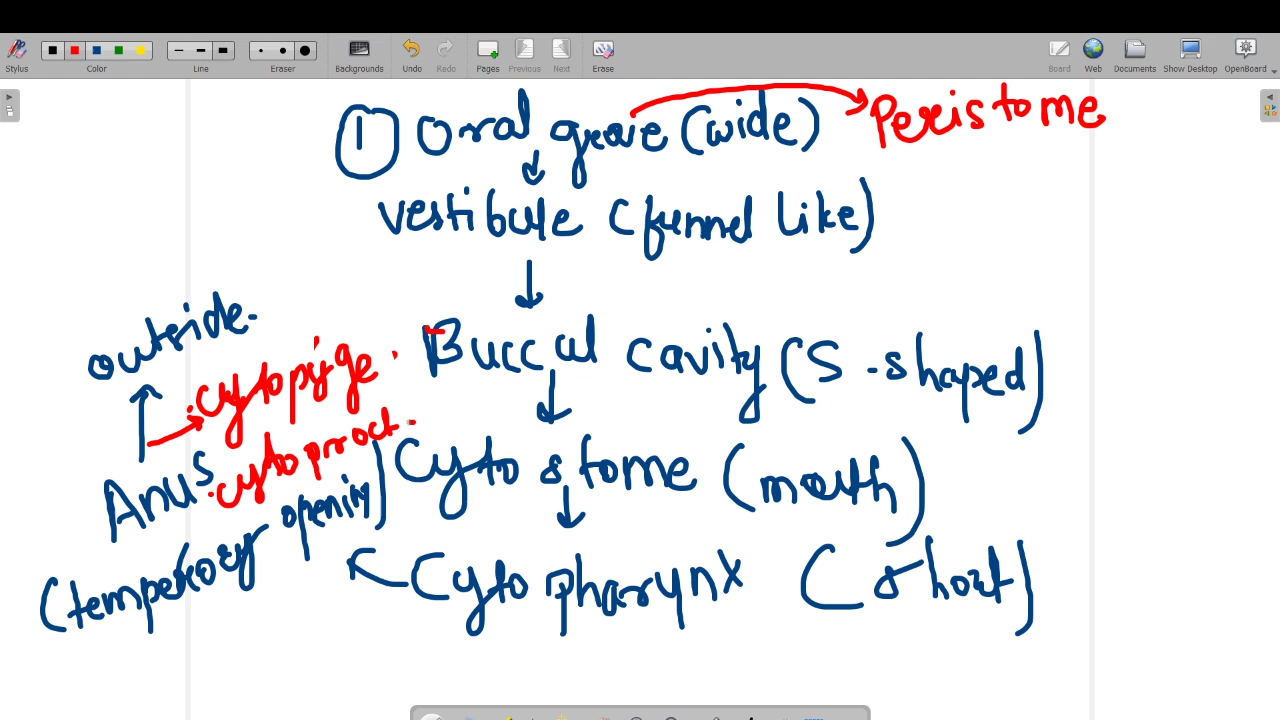 Stylus
Color
Line
Eraser
Backgrounds
Undo
Redo
Pages
Previous
Next
Erase
Board
Web
Documents
Show Desktop
OpenBoard
① Oral groove (wide) Peristome
vestibule (funnel like)
Buccal cavity (S-shaped)
Cytostome (mouth)
Cytopharynx (short)
outside.
cytopyge.
cytoproct.
Anus
(temperory opening)